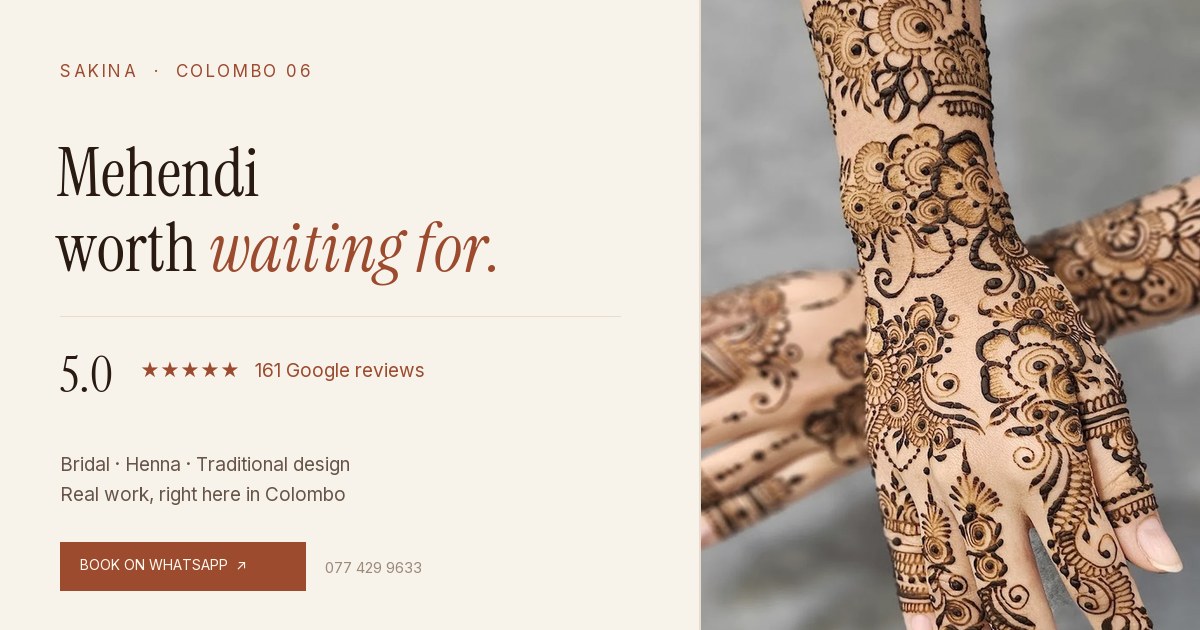 SAKINA · COLOMBO 06
Mehendi
worth waiting for.
5.0 ★★★★★ 161 Google reviews
Bridal · Henna · Traditional design
Real work, right here in Colombo
BOOK ON WHATSAPP ↗ 077 429 9633